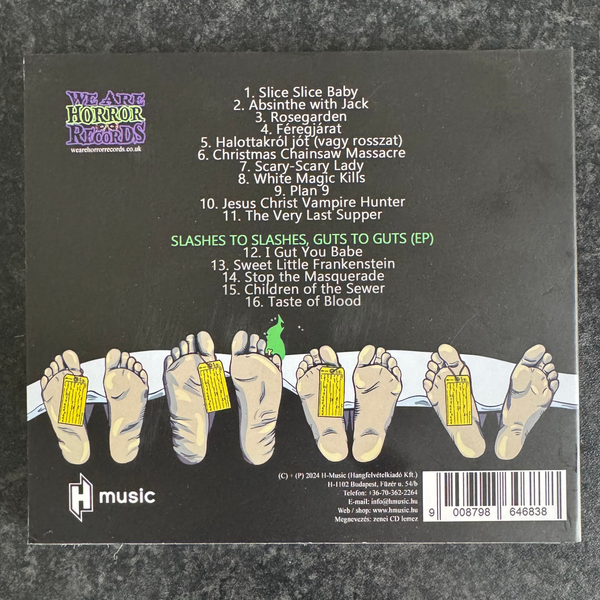 WE ARE
HORROR
RECORDS
wearehorrorrecords.co.uk
1. Slice Slice Baby
2. Absinthe with Jack
3. Rosegarden
4. Féregjárat
5. Halottakról jót (vagy rosszat)
6. Christmas Chainsaw Massacre
7. Scary-Scary Lady
8. White Magic Kills
9. Plan 9
10. Jesus Christ Vampire Hunter
11. The Very Last Supper
SLASHES TO SLASHES, GUTS TO GUTS (EP)
12. I Gut You Babe
13. Sweet Little Frankenstein
14. Stop the Masquerade
15. Children of the Sewer
16. Taste of Blood
H music
(C) + (P) 2024 H-Music (Hangfelvételkiadó Kft.)
H-1102 Budapest, Füzér u. 54/b
Telefon: +36-70-362-2264
E-mail: info@hmusic.hu
Web / shop: www.hmusic.hu
Megnevezés: zenei CD lemez
9 008798 646838